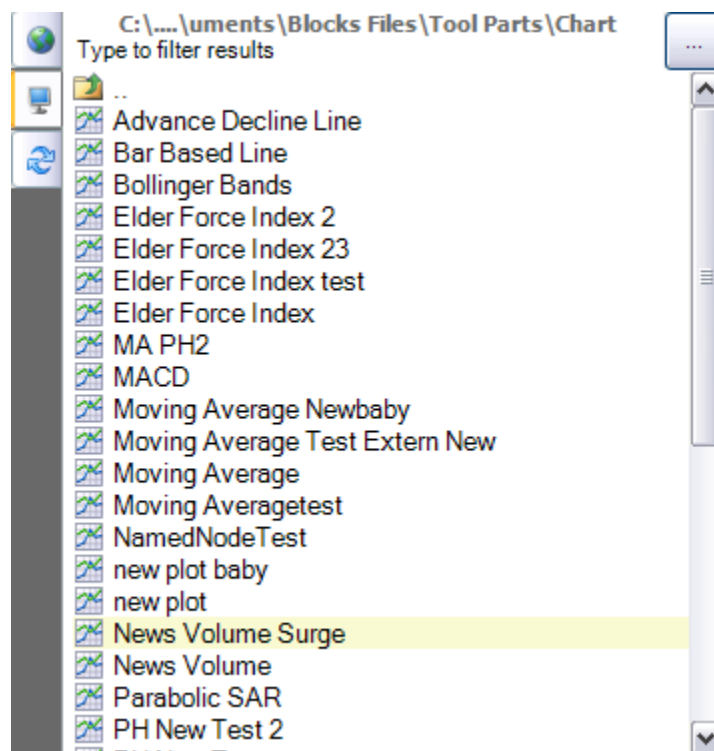 C:\....\uments\Blocks Files\Tool Parts\Chart
Type to filter results
...
..
Advance Decline Line
Bar Based Line
Bollinger Bands
Elder Force Index 2
Elder Force Index 23
Elder Force Index test
Elder Force Index
MA PH2
MACD
Moving Average Newbaby
Moving Average Test Extern New
Moving Average
Moving Averagetest
NamedNodeTest
new plot baby
new plot
News Volume Surge
News Volume
Parabolic SAR
PH New Test 2